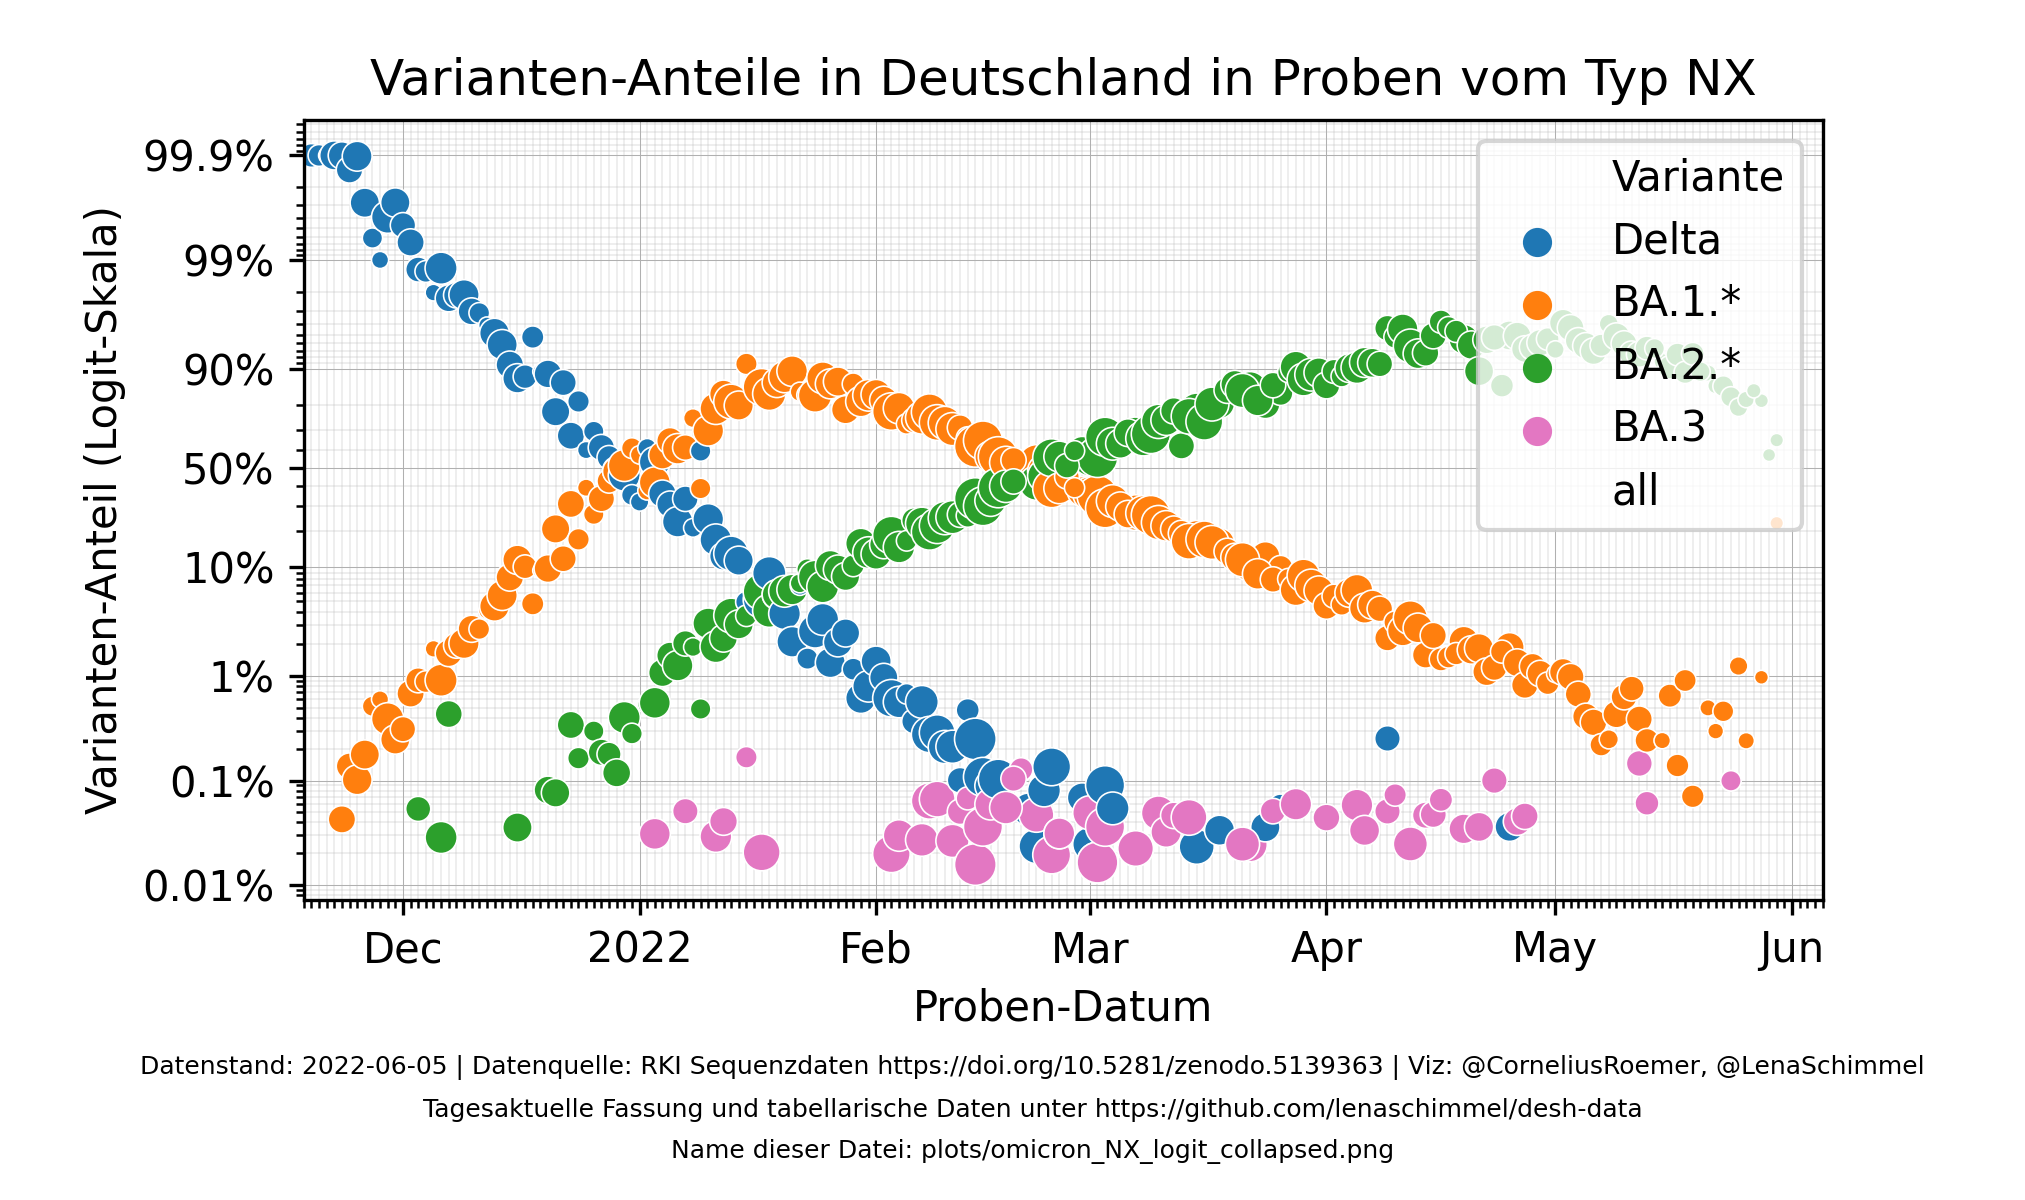 Varianten-Anteile in Deutschland in Proben vom Typ NX
Varianten-Anteil (Logit-Skala)
99.9%
99%
90%
50%
10%
1%
0.1%
0.01%
Variante
Delta
BA.1.*
BA.2.*
BA.3
all
Dec 2022 Feb Mar Apr May Jun
Proben-Datum
Datenstand: 2022-06-05 | Datenquelle: RKI Sequenzdaten https://doi.org/10.5281/zenodo.5139363 | Viz: @CorneliusRoemer, @LenaSchimmel
Tagesaktuelle Fassung und tabellarische Daten unter https://github.com/lenaschimmel/desh-data
Name dieser Datei: plots/omicron_NX_logit_collapsed.png